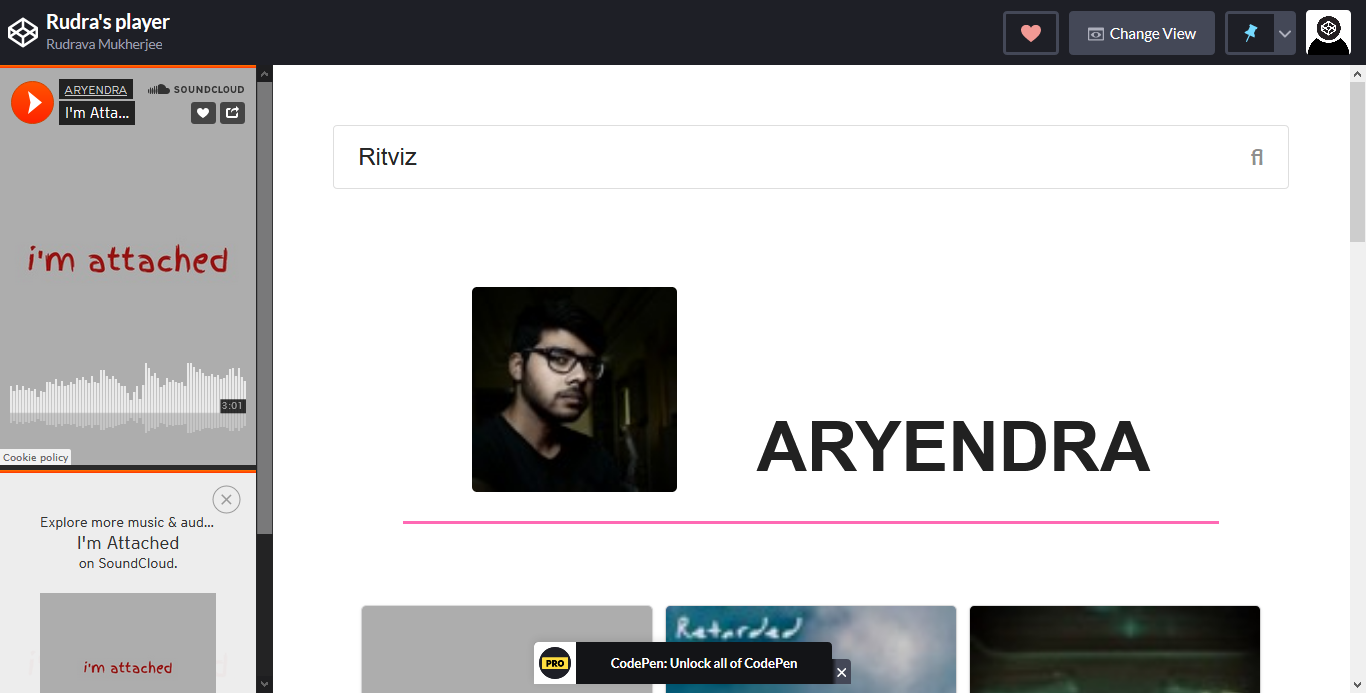 Rudra's player
Rudrava Mukherjee
Change View
ARYENDRA
SOUNDCLOUD
I'm Atta...
i'm attached
3:01
Cookie policy
Explore more music & aud...
I'm Attached
on SoundCloud.
i'm attached
Ritviz
ARYENDRA
Retarded
PRO
CodePen: Unlock all of CodePen